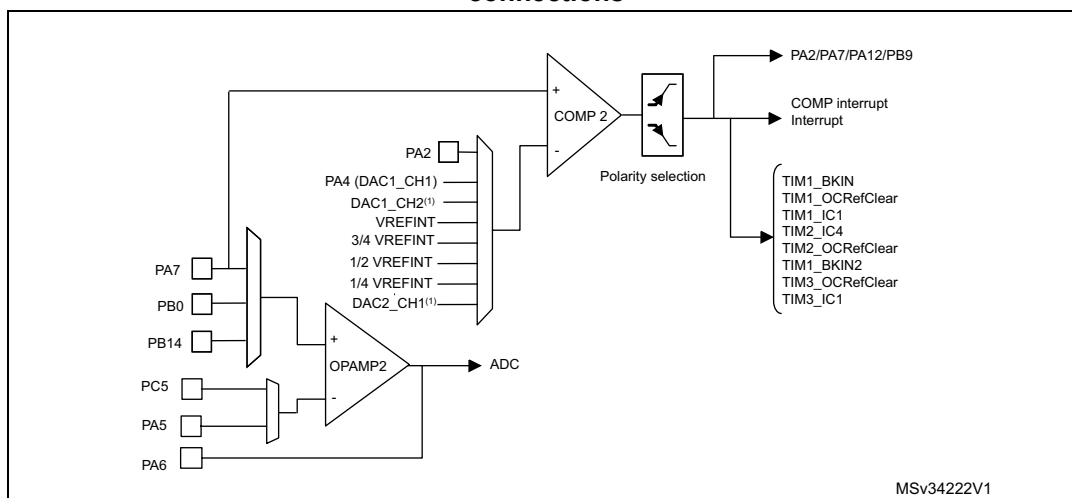 connections
PA2/PA7/PA12/PB9
+
COMP 2
-
COMP interrupt
Interrupt
Polarity selection
PA2
PA4 (DAC1_CH1)
DAC1_CH2(1)
VREFINT
3/4 VREFINT
1/2 VREFINT
1/4 VREFINT
DAC2_CH1(1)
TIM1_BKIN
TIM1_OCRefClear
TIM1_IC1
TIM2_IC4
TIM2_OCRefClear
TIM1_BKIN2
TIM3_OCRefClear
TIM3_IC1
PA7
PB0
PB14
+
OPAMP2
-
ADC
PC5
PA5
PA6
MSv34222V1